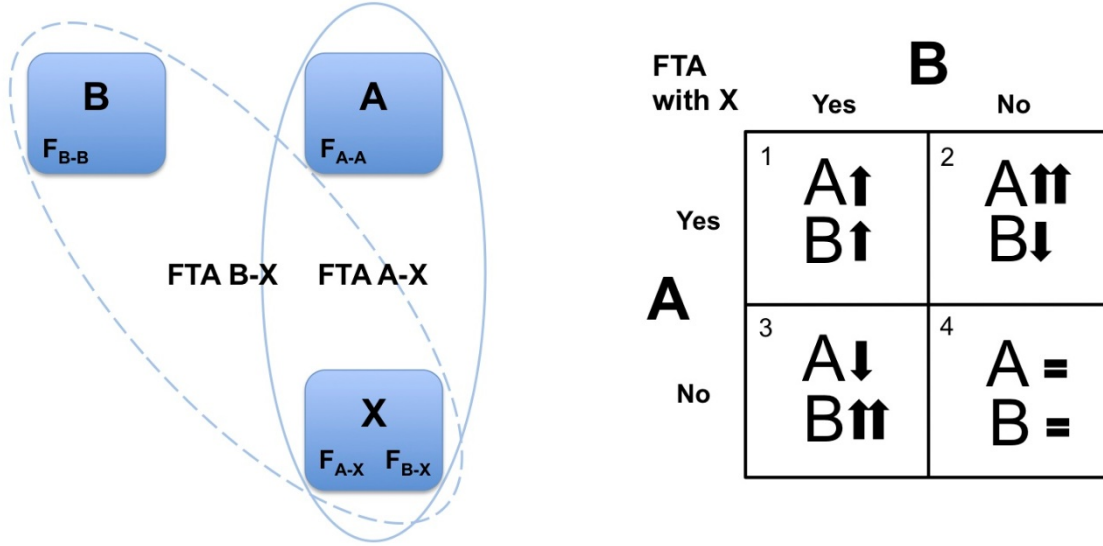 B
F_B-B
A
F_A-A
FTA B-X
FTA A-X
X
F_A-X F_B-X
FTA
with X
B
Yes
No
A
Yes
No
1
A⬆
B⬆
2
A⬆⬆
B⬇
3
A⬇
B⬆⬆
4
A =
B =